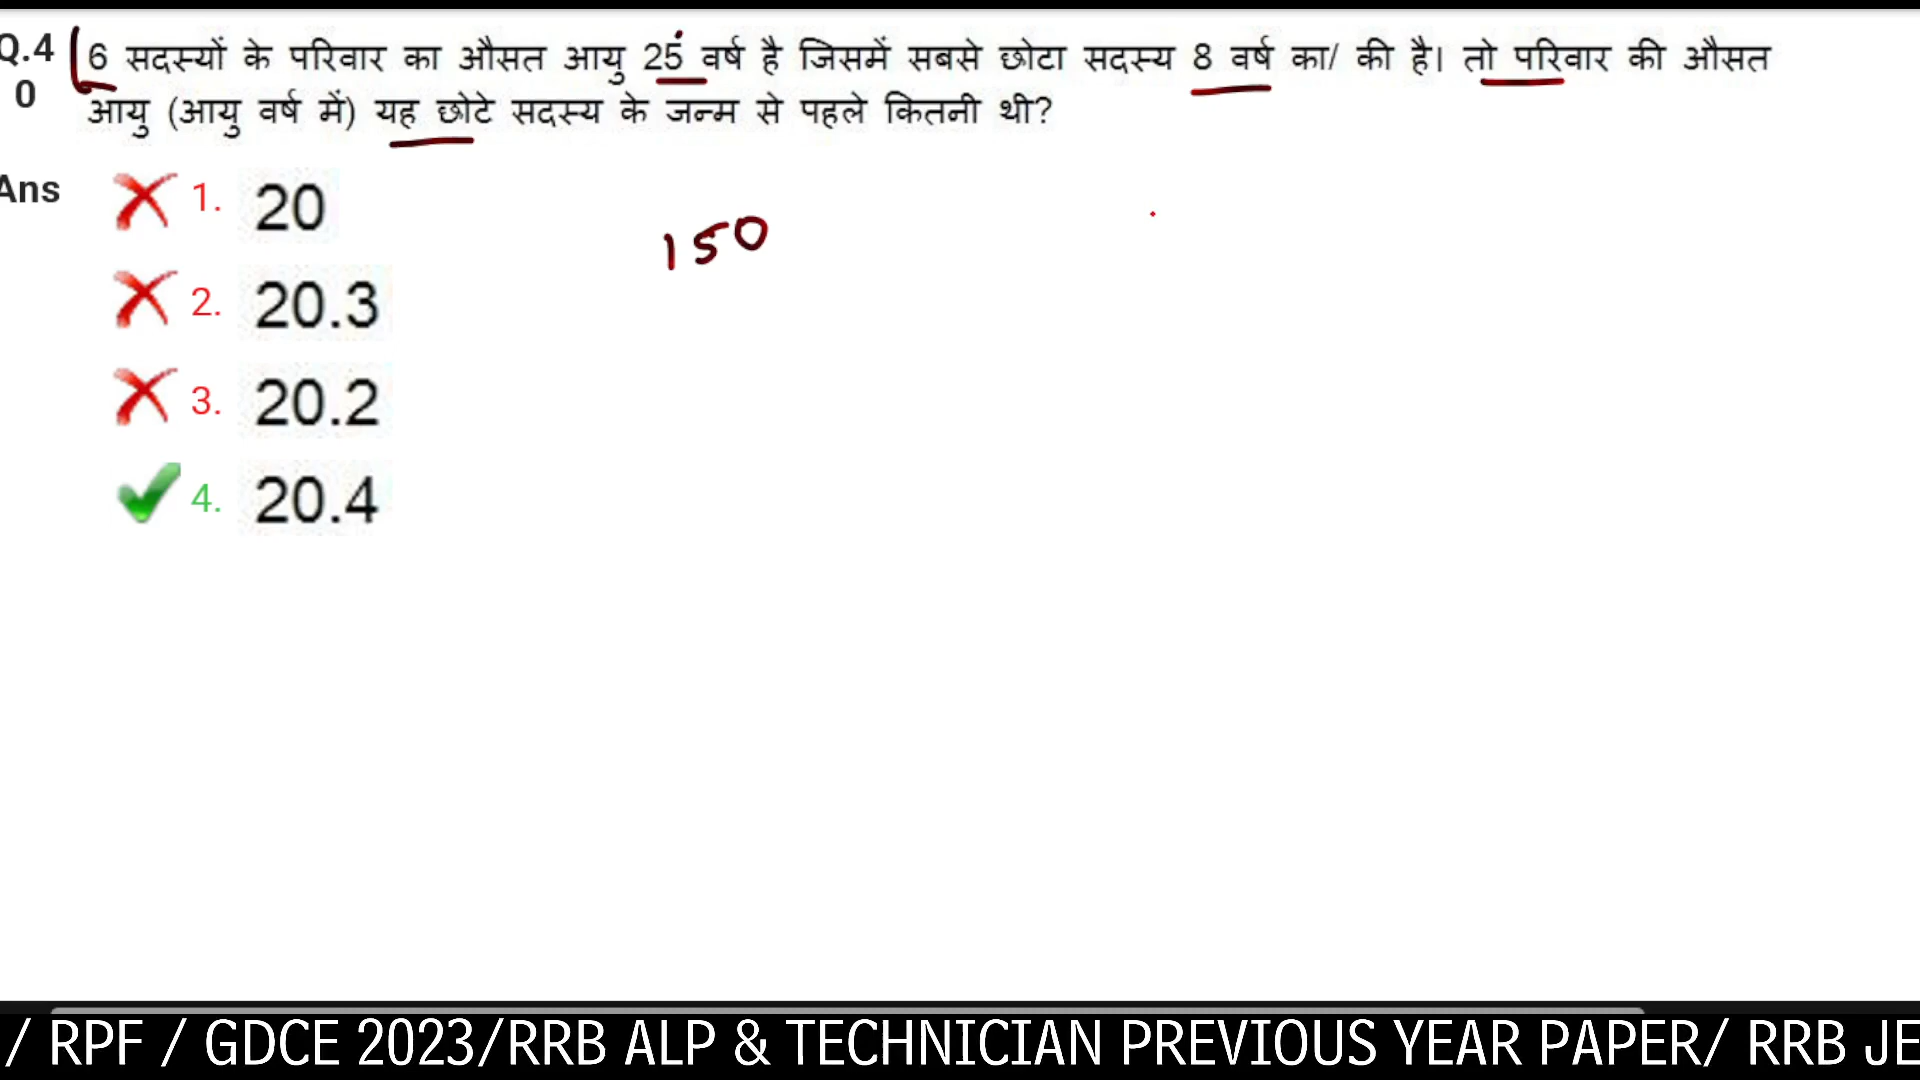 Q.4 6 सदस्यों के परिवार का औसत आयु 25 वर्ष है जिसमें सबसे छोटा सदस्य 8 वर्ष का/ की है। तो परिवार की औसत
0 आयु (आयु वर्ष में) यह छोटे सदस्य के जन्म से पहले कितनी थी?
Ans 1. 20
150
2. 20.3
3. 20.2
4. 20.4
/ RPF / GDCE 2023/RRB ALP & TECHNICIAN PREVIOUS YEAR PAPER/ RRB JE